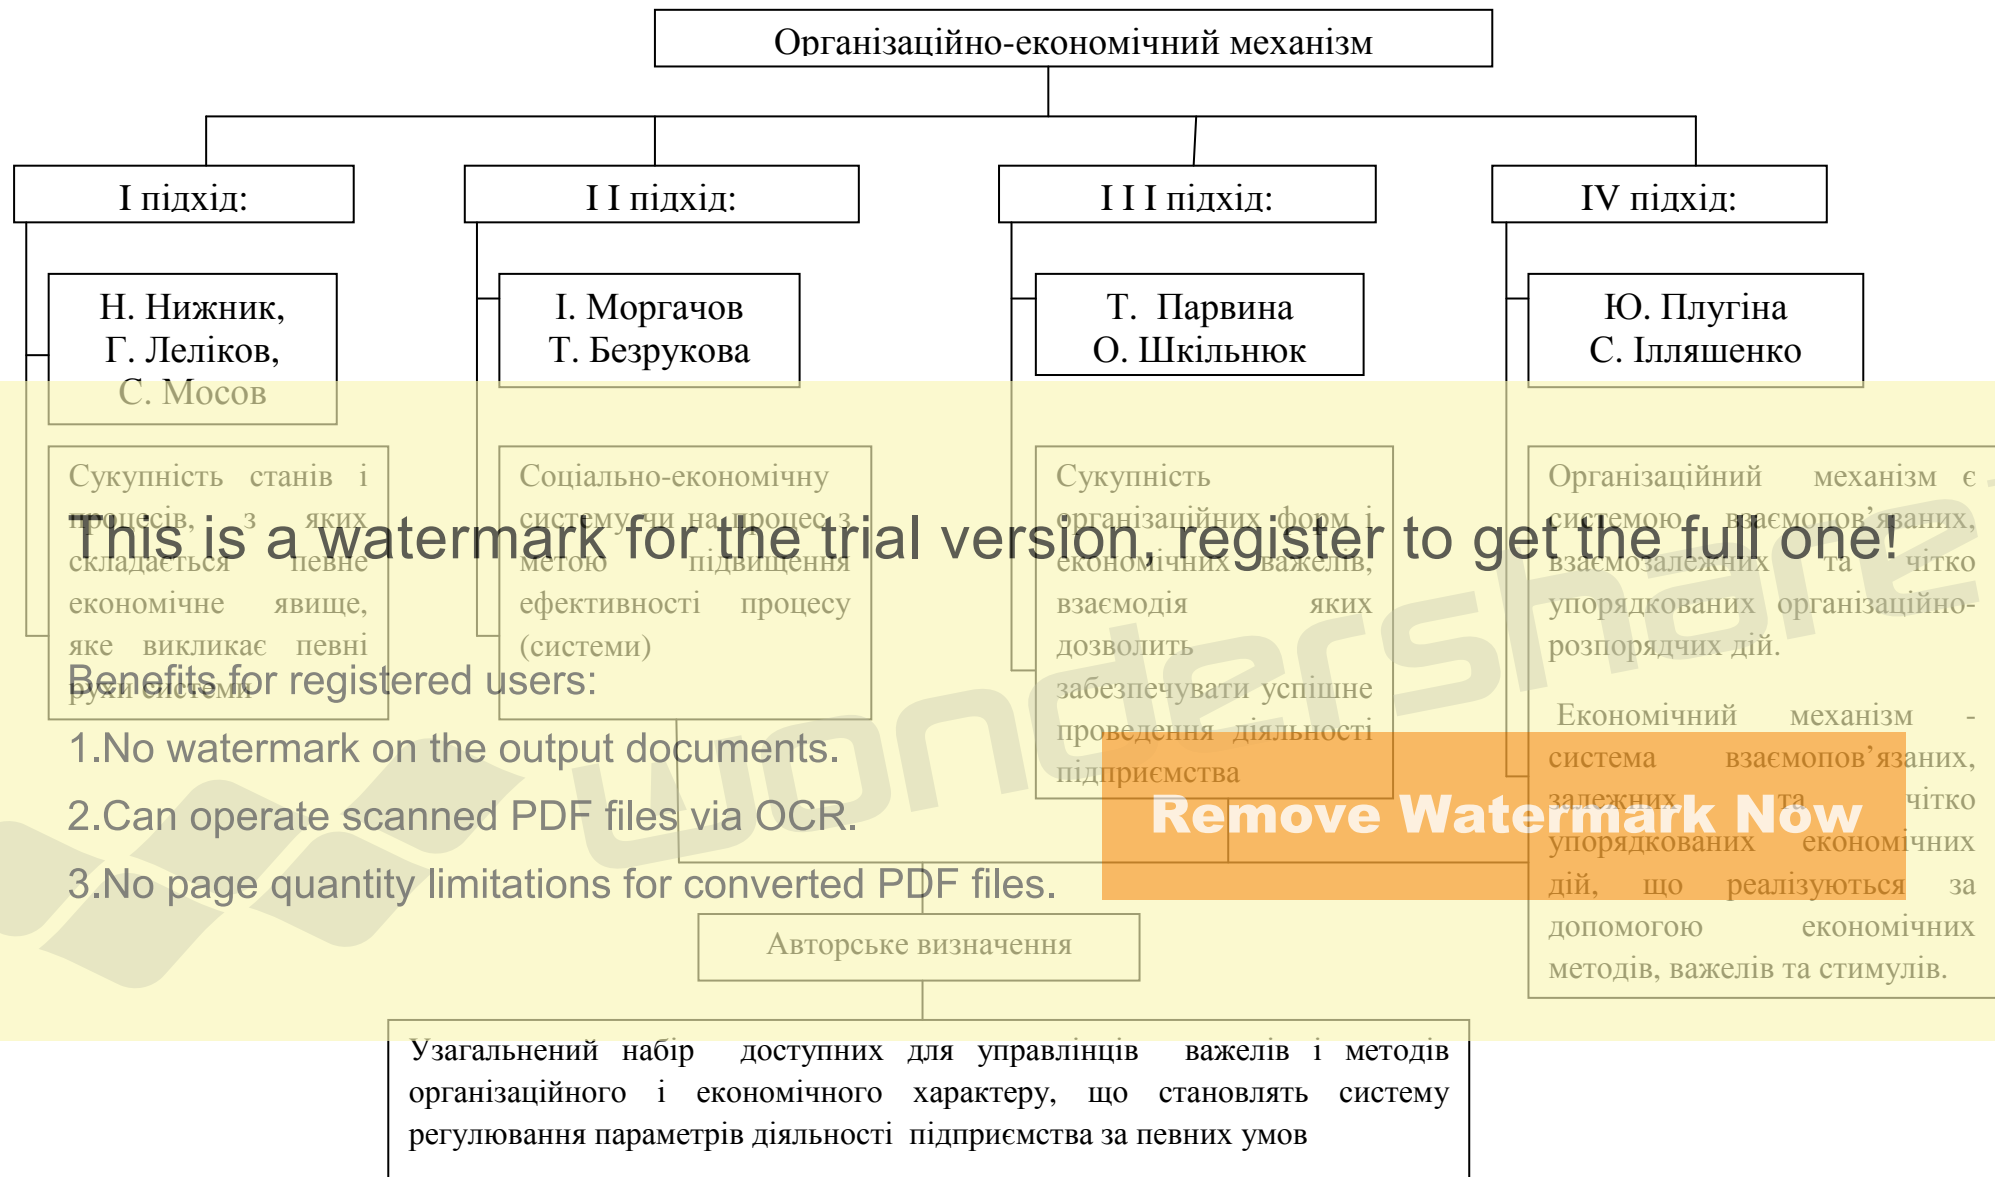 Організаційно-економічний механізм
I підхід:
I I підхід:
I I I підхід:
IV підхід:
Н. Нижник,
Г. Леліков,
С. Мосов
І. Моргачов
Т. Безрукова
Т. Парвина
О. Шкільнюк
Ю. Плугіна
С. Ілляшенко
Сукупність станів і
процесів, з яких
складається певне
економічне явище,
яке викликає певні
рухи системи
Соціально-економічну
систему чи на процес з
метою підвищення
ефективності процесу
(системи)
Сукупність
організаційних форм і
економічних важелів,
взаємодія яких
дозволить
забезпечувати успішне
проведення діяльності
підприємства
Організаційний механізм є
системою взаємопов’язаних,
взаємозалежних та чітко
упорядкованих організаційно-
розпорядчих дій.
Економічний механізм -
система взаємопов’язаних,
залежних та чітко
упорядкованих економічних
дій, що реалізуються за
допомогою економічних
методів, важелів та стимулів.
This is a watermark for the trial version, register to get the full one!
Benefits for registered users:
1.No watermark on the output documents.
2.Can operate scanned PDF files via OCR.
3.No page quantity limitations for converted PDF files.
wondershare
Remove Watermark Now
Авторське визначення
Узагальнений набір доступних для управлінців важелів і методів
організаційного і економічного характеру, що становлять систему
регулювання параметрів діяльності підприємства за певних умов